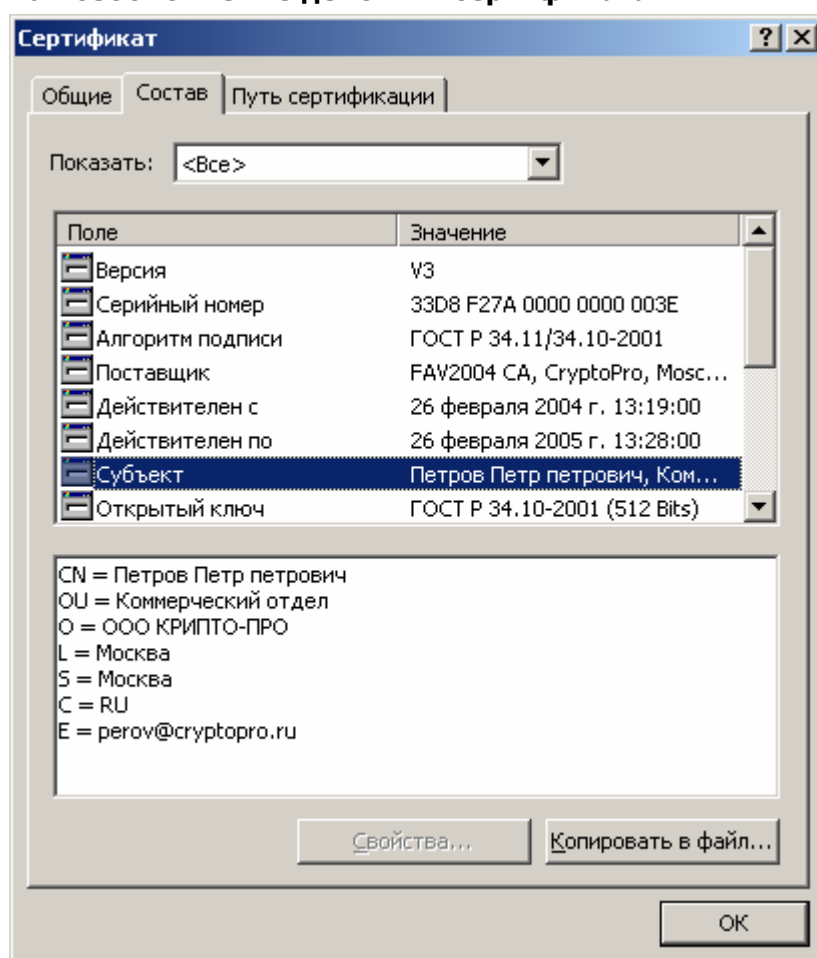 Сертификат
Общие Состав Путь сертификации
Показать: <Все>
Поле Значение
Версия V3
Серийный номер 33D8 F27A 0000 0000 003E
Алгоритм подписи ГОСТ Р 34.11/34.10-2001
Поставщик FAV2004 CA, CryptoPro, Mosc...
Действителен с 26 февраля 2004 г. 13:19:00
Действителен по 26 февраля 2005 г. 13:28:00
Субъект Петров Петр петрович, Ком...
Открытый ключ ГОСТ Р 34.10-2001 (512 Bits)
CN = Петров Петр петрович
OU = Коммерческий отдел
O = ООО КРИПТО-ПРО
L = Москва
S = Москва
C = RU
E = perov@cryptopro.ru
Свойства... Копировать в файл...
ОК